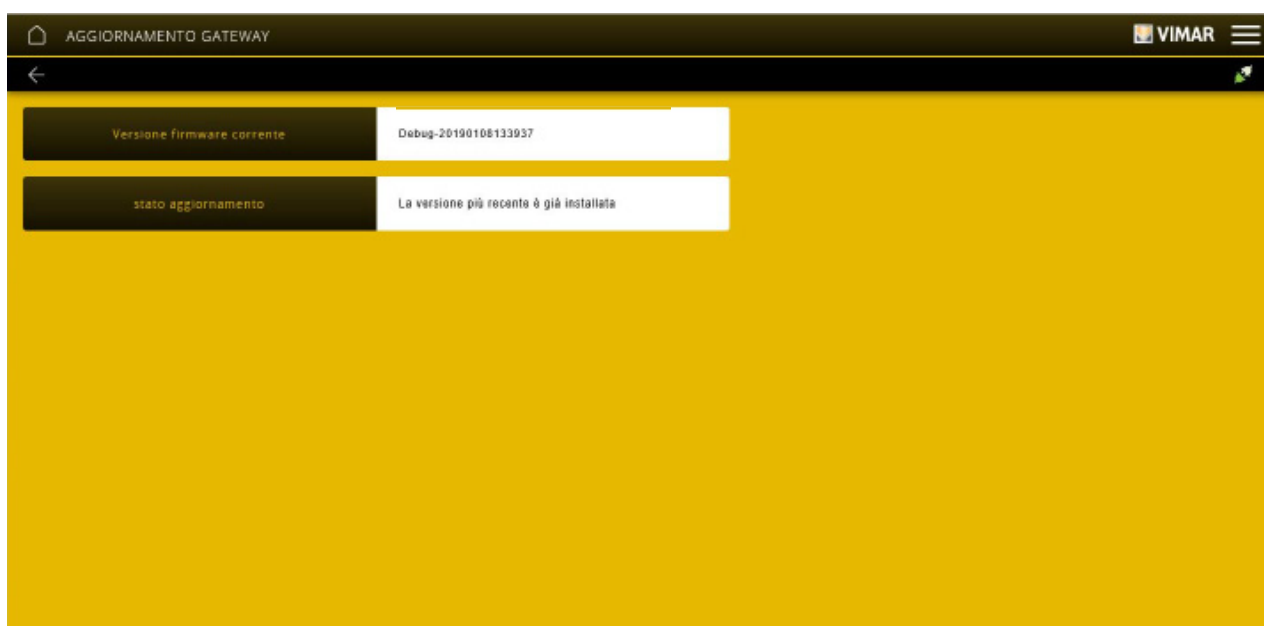 AGGIORNAMENTO GATEWAY
VIMAR
Versione firmware corrente
Debug-20190108133937
stato aggiornamento
La versione più recente è già installata